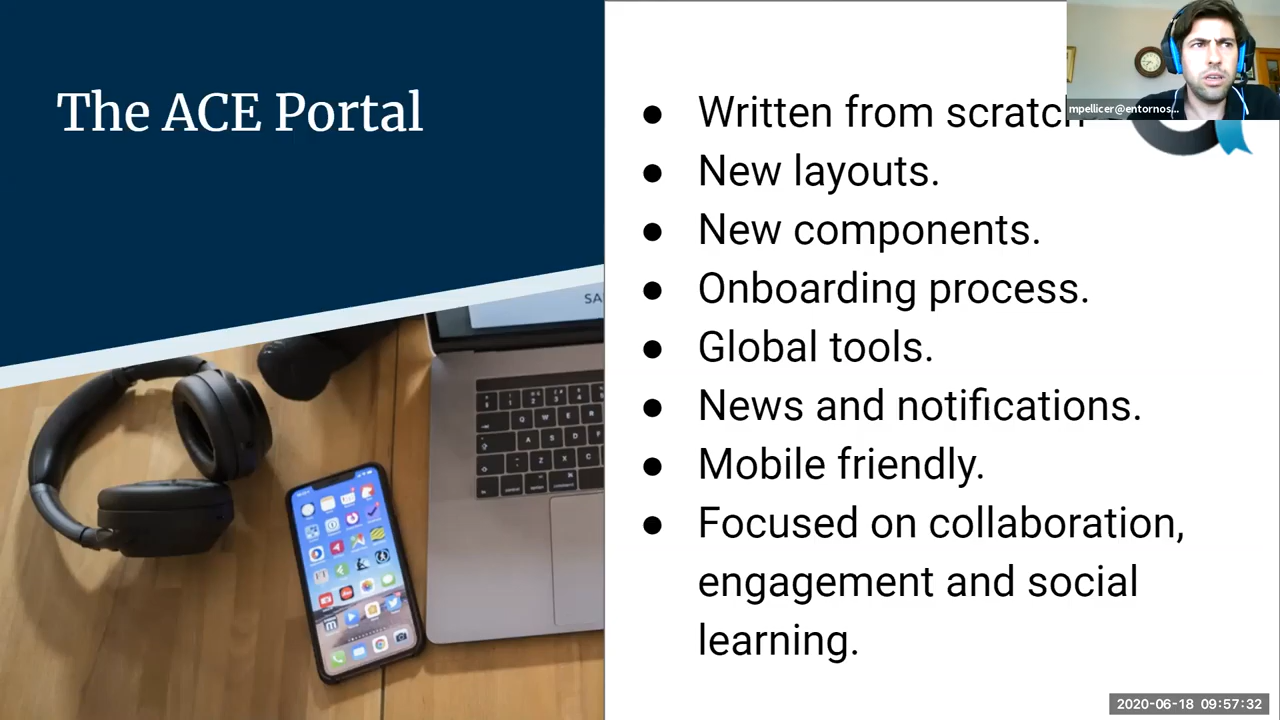 The ACE Portal
● Written from scratch
● New layouts.
● New components.
● Onboarding process.
● Global tools.
● News and notifications.
● Mobile friendly.
● Focused on collaboration,
engagement and social
learning.
mpellicer@entornos...
SA
2020-06-18 09:57:32